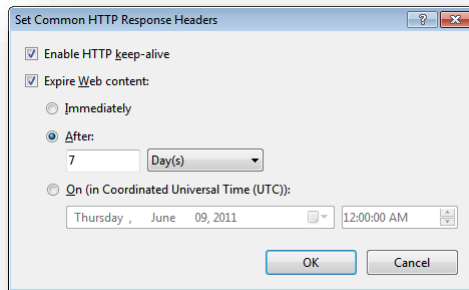 Set Common HTTP Response Headers
Enable HTTP keep-alive
Expire Web content:
Immediately
After:
7 Day(s)
On (in Coordinated Universal Time (UTC)):
Thursday , June 09, 2011 12:00:00 AM
OK Cancel